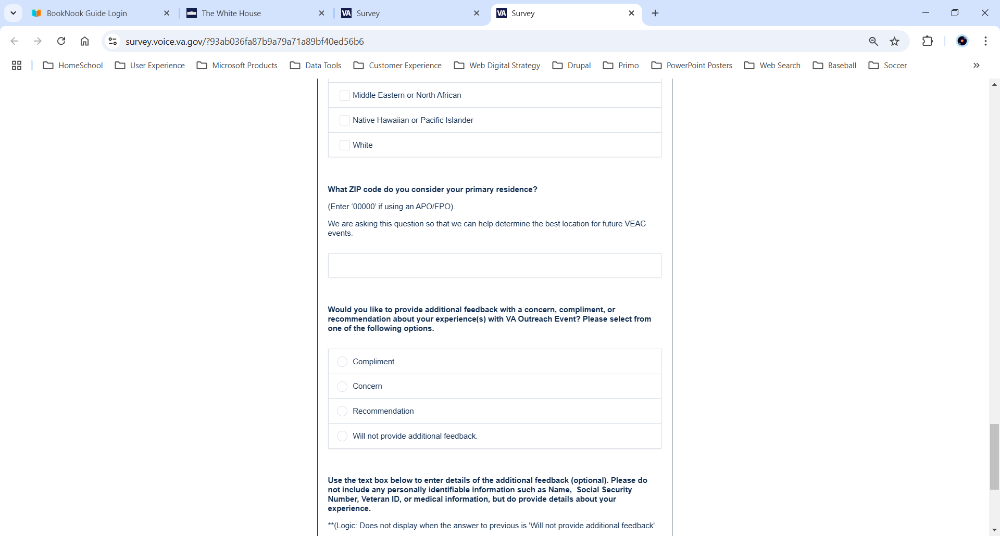 BookNook Guide Login
The White House
VA Survey
VA Survey
survey.voice.va.gov/?93ab036fa87b9a79a71a89bf40ed56b6
HomeSchool User Experience Microsoft Products Data Tools Customer Experience Web Digital Strategy Drupal Primo PowerPoint Posters Web Search Baseball Soccer
Middle Eastern or North African
Native Hawaiian or Pacific Islander
White
What ZIP code do you consider your primary residence?
(Enter ‘00000’ if using an APO/FPO).
We are asking this question so that we can help determine the best location for future VEAC
events.
Would you like to provide additional feedback with a concern, compliment, or
recommendation about your experience(s) with VA Outreach Event? Please select from
one of the following options.
Compliment
Concern
Recommendation
Will not provide additional feedback.
Use the text box below to enter details of the additional feedback (optional). Please do
not include any personally identifiable information such as Name,  Social Security
Number, Veteran ID, or medical information, but do provide details about your
experience.
**(Logic: Does not display when the answer to previous is 'Will not provide additional feedback'